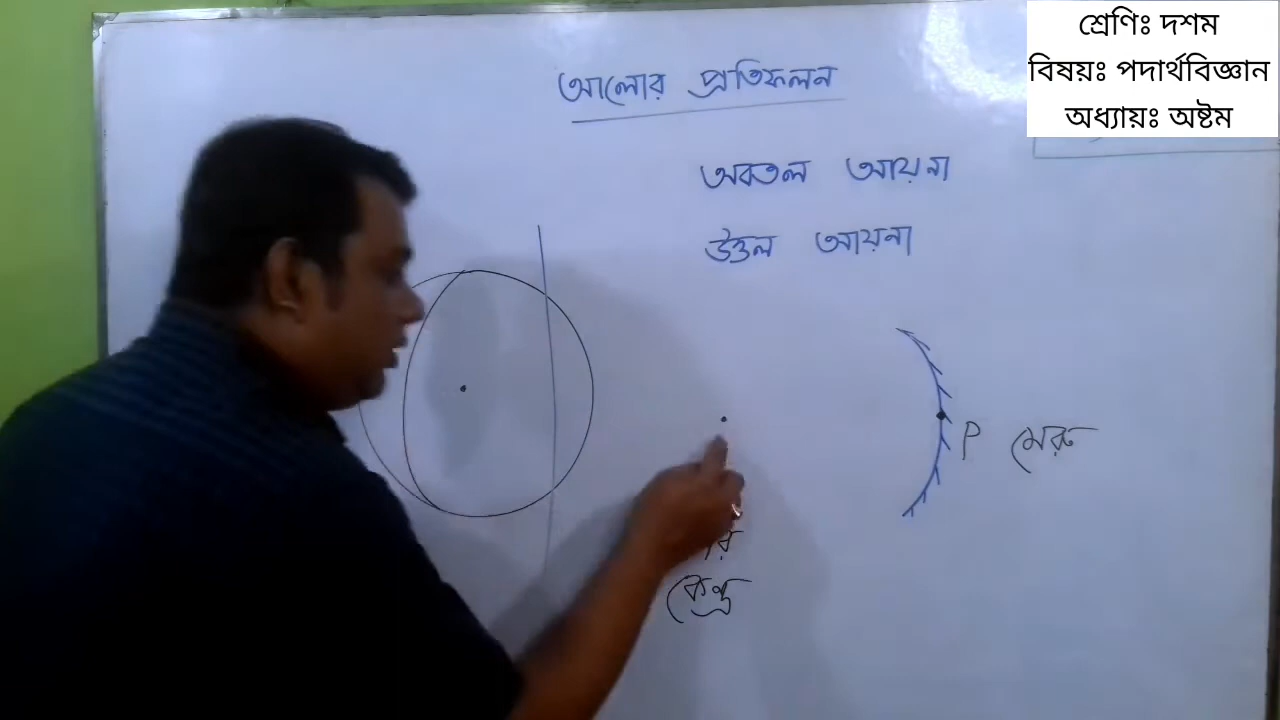 শ্রেণিঃ দশম
বিষয়ঃ পদার্থবিজ্ঞান
অধ্যায়ঃ অষ্টম
আলোর প্রতিফলন
অবতল আয়না
উত্তল আয়না
P মেরু
কেন্দ্র